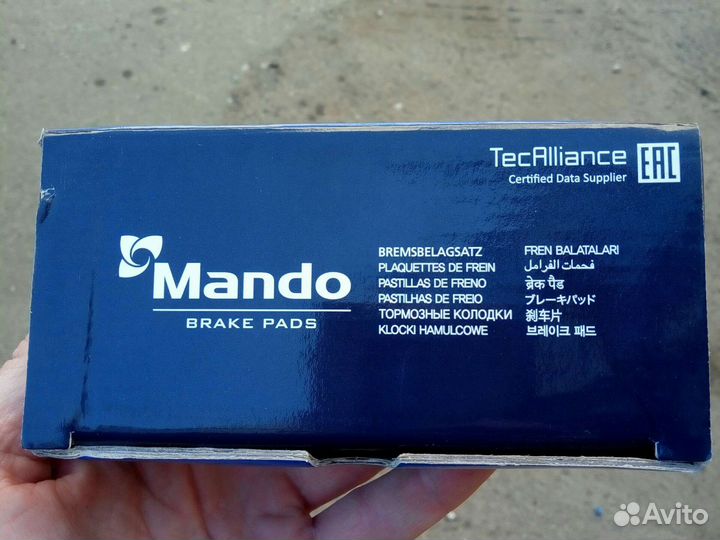 TecAlliance
Certified Data Supplier
EAC
Mando
BRAKE PADS
BREMSBELAGSATZ
PLAQUETTES DE FREIN
PASTILLAS DE FRENO
PASTILHAS DE FREIO
ТОРМОЗНЫЕ КОЛОДКИ
KLOCKI HAMULCOWE
FREN BALATALARI
فحمات الفرامل
ब्रेक पैड
ブレーキパッド
刹车片
브레이크 패드
Avito